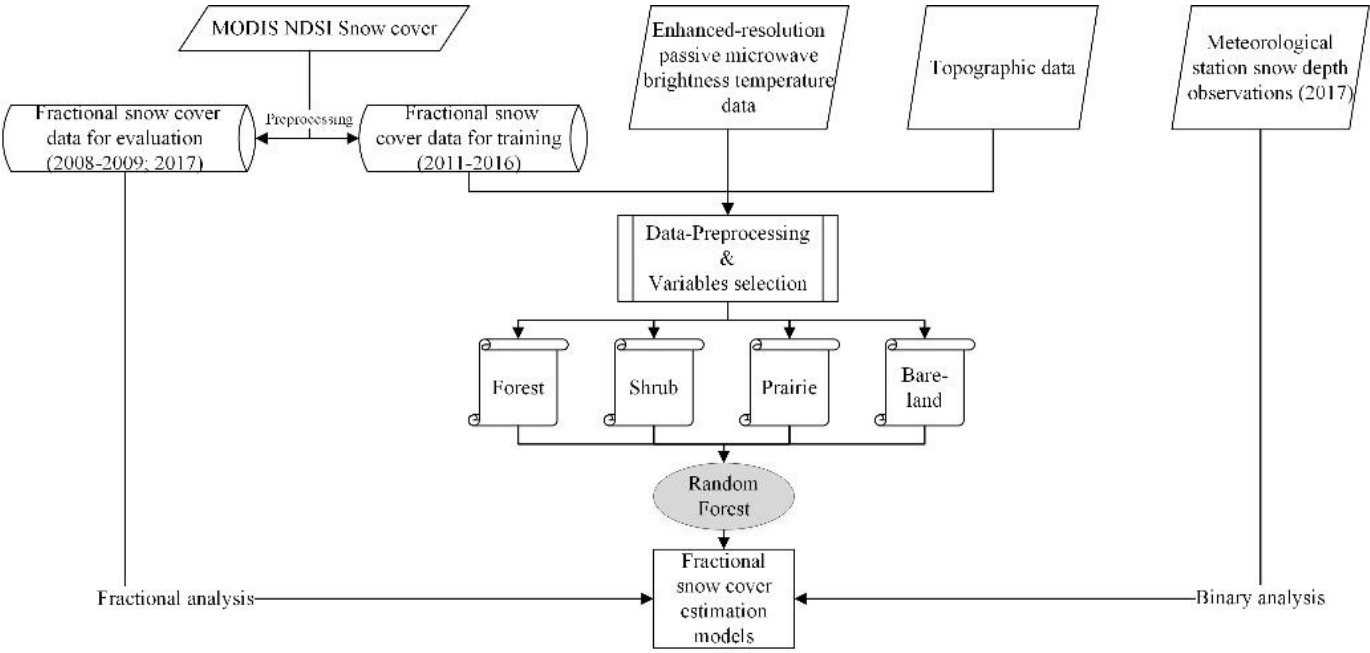 MODIS NDSI Snow cover
Enhanced-resolution
passive microwave
brightness temperature
data
Topographic data
Meteorological
station snow depth
observations (2017)
Fractional snow cover
data for evaluation
(2008-2009; 2017)
Preprocessing
Fractional snow
cover data for training
(2011-2016)
Data-Preprocessing
&
Variables selection
Forest
Shrub
Prairie
Bare-
land
Random
Forest
Fractional
snow cover
estimation
models
Fractional analysis
Binary analysis